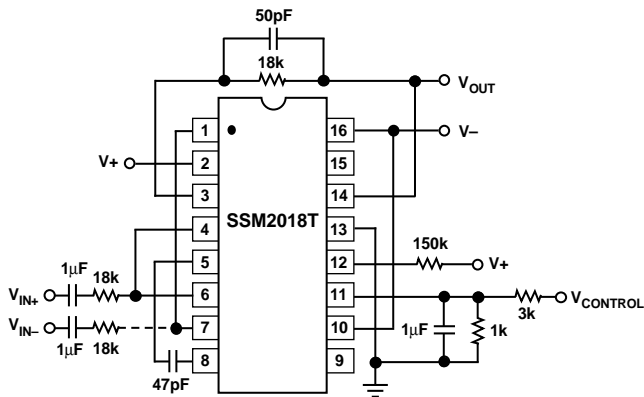 50pF
18k
V+
1
2
3
4
5
6
7
8
SSM2018T
16
15
14
13
12
11
10
9
VOUT
V–
150k
V+
VCONTROL
3k
1µF
1k
VIN+
1µF
18k
VIN–
1µF
18k
47pF